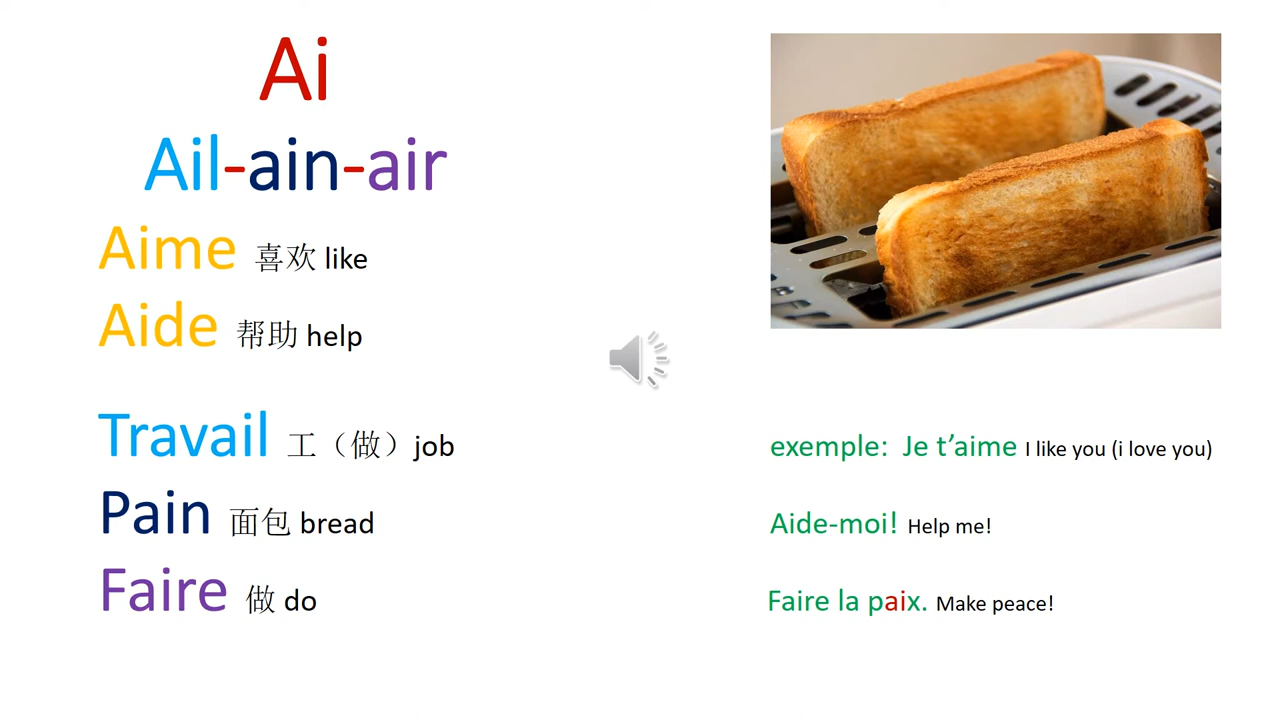 Ai
Ail-ain-air
Aime 喜欢 like
Aide 帮助 help
Travail 工（做）job
Pain 面包 bread
Faire 做 do
exemple: Je t’aime I like you (i love you)
Aide-moi! Help me!
Faire la paix. Make peace!